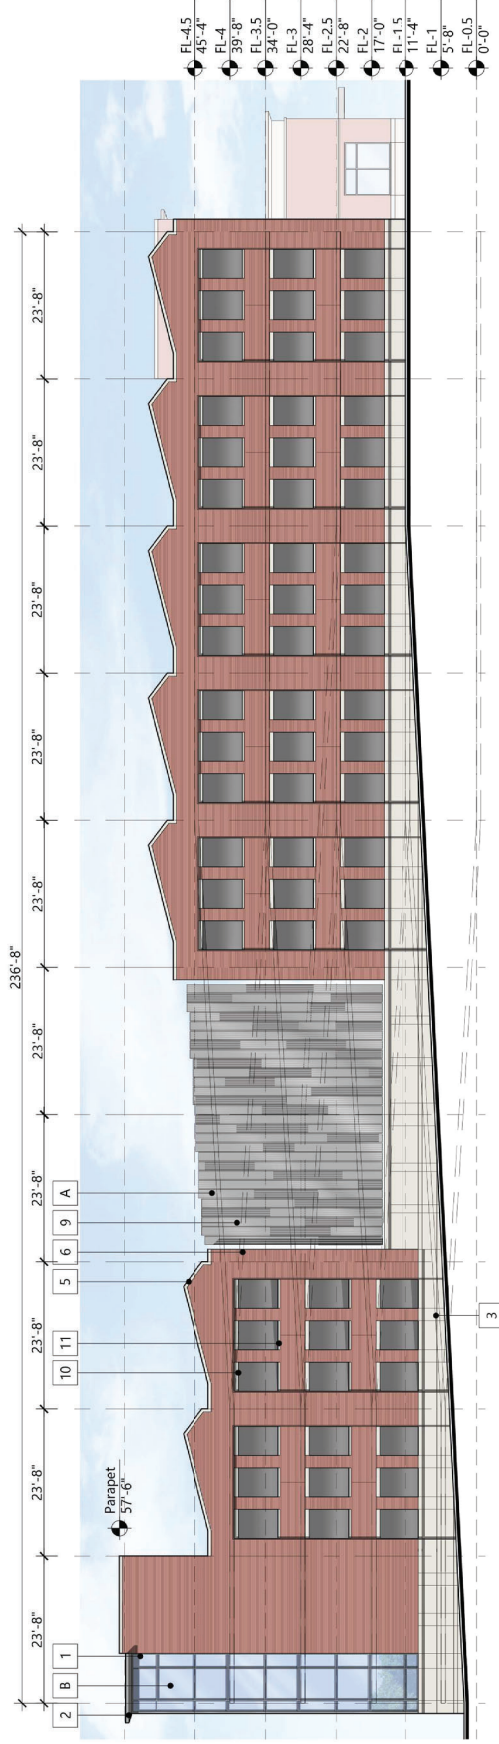 236'-8"
23'-8"
23'-8"
23'-8"
23'-8"
23'-8"
23'-8"
23'-8"
23'-8"
23'-8"
23'-8"
2
B
1
Parapet
57'-6"
10
11
5
6
9
A
3
FL-4.5
45'-4"
FL-4
39'-8"
FL-3.5
34'-0"
FL-3
28'-4"
FL-2.5
22'-8"
FL-2
17'-0"
FL-1.5
11'-4"
FL-1
5'-8"
FL-0.5
0'-0"